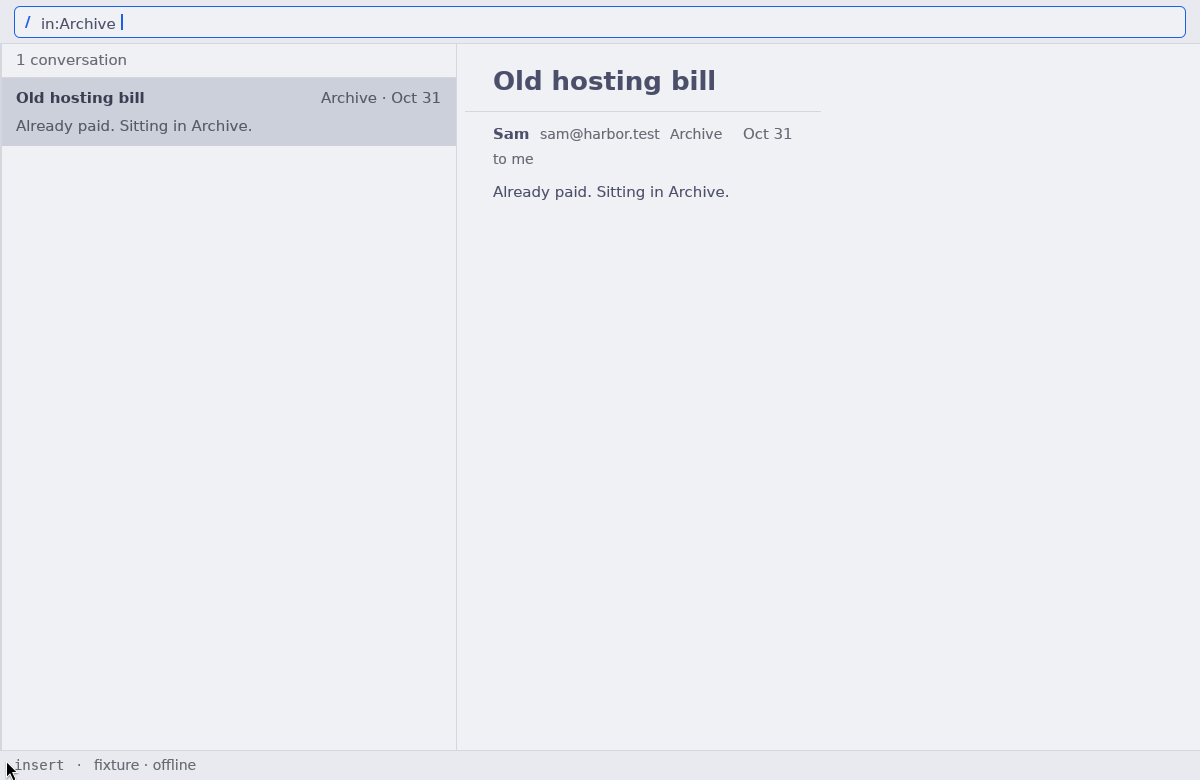 / in:Archive
1 conversation
Old hosting bill Archive · Oct 31
Already paid. Sitting in Archive.
Old hosting bill
Sam sam@harbor.test Archive Oct 31
to me
Already paid. Sitting in Archive.
insert · fixture · offline